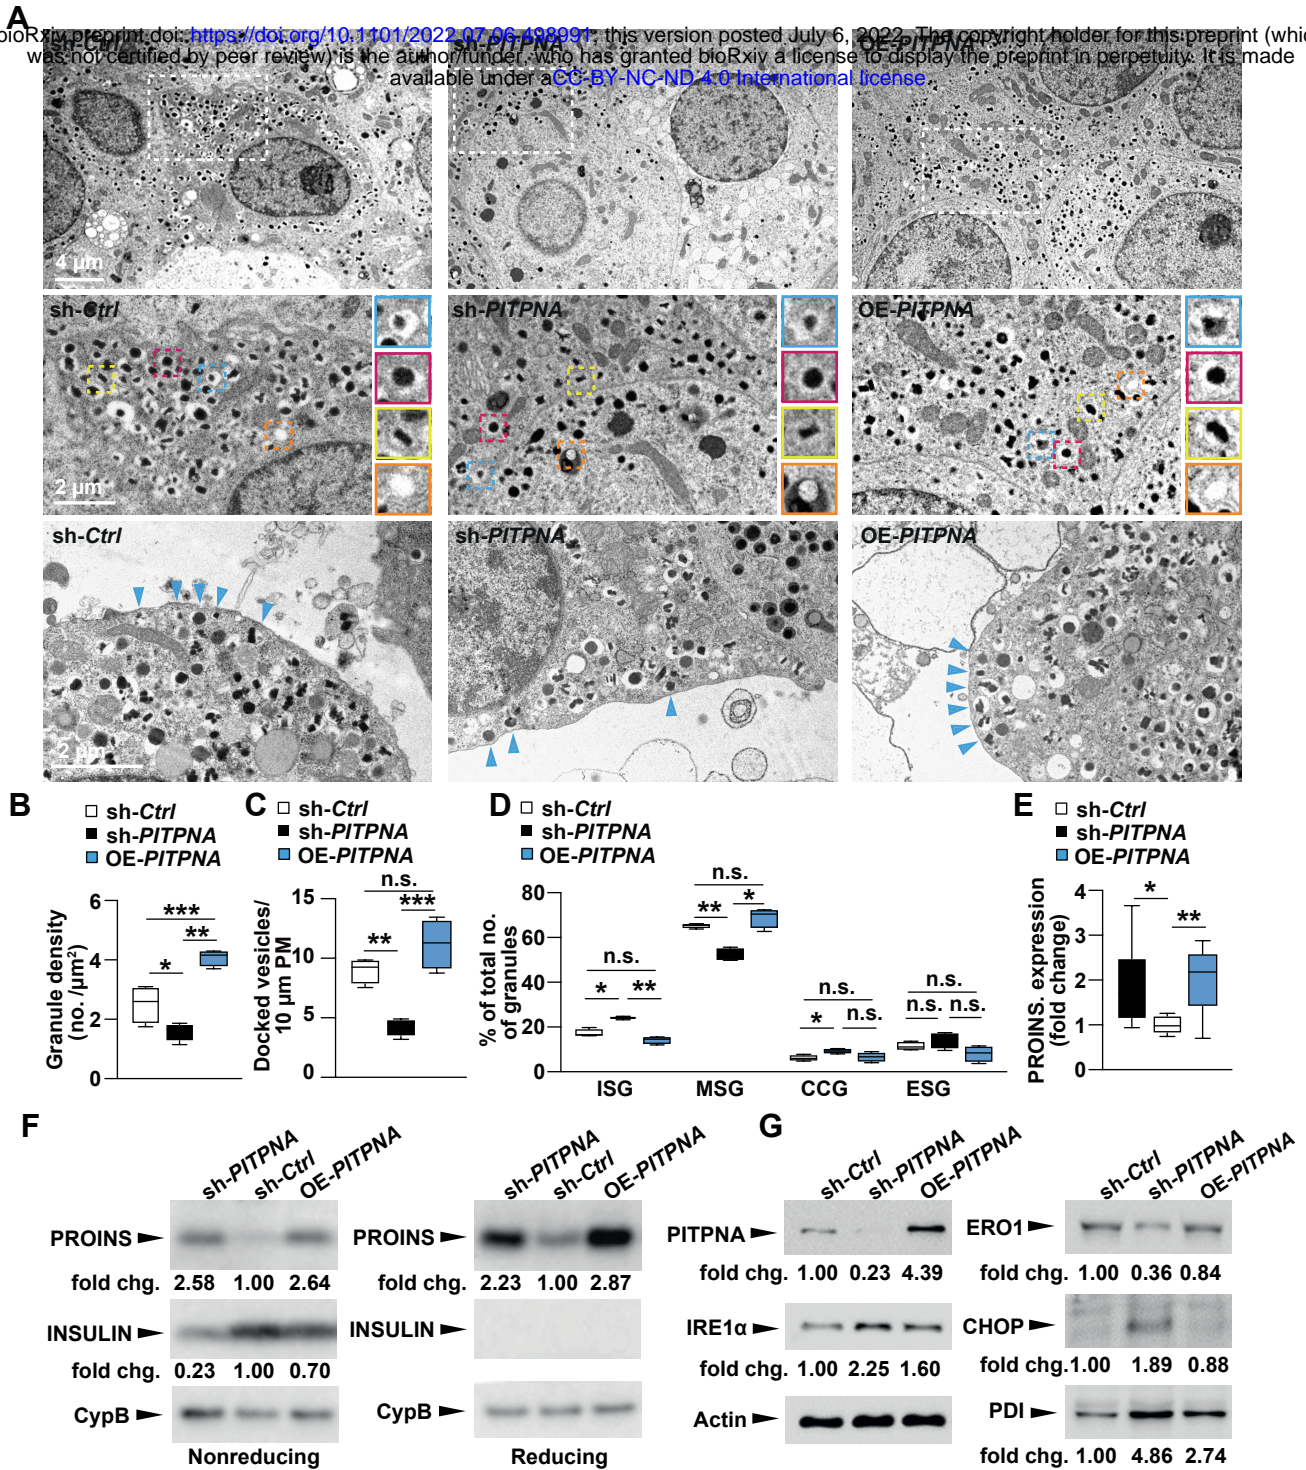 A
bioRxiv preprint doi: https://doi.org/10.1101/2022.07.06.498991; this version posted July 6, 2022. The copyright holder for this preprint (whi
was not certified by peer review) is the author/funder, who has granted bioRxiv a license to display the preprint in perpetuity. It is made
available under aCC-BY-NC-ND 4.0 International license.
sh-Ctrl sh-PITPNA OE-PITPNA
4 µm
sh-Ctrl sh-PITPNA OE-PITPNA
2 µm
sh-Ctrl sh-PITPNA OE-PITPNA
2 µm
B
sh-Ctrl
sh-PITPNA
OE-PITPNA
Granule density
(no. /µm²)
6
4
2
0
***
**
*
C
sh-Ctrl
sh-PITPNA
OE-PITPNA
Docked vesicles/
10 µm PM
15
10
5
0
n.s.
***
**
D
sh-Ctrl
sh-PITPNA
OE-PITPNA
% of total no.
of granules
80
60
40
20
0
n.s.
* **
n.s.
** *
n.s.
* n.s.
n.s.
n.s. n.s.
ISG MSG CCG ESG
E
sh-Ctrl
sh-PITPNA
OE-PITPNA
PROINS. expression
(fold change)
4
3
2
1
0
*
**
F
sh-PITPNA sh-Ctrl OE-PITPNA
PROINS
fold chg. 2.58 1.00 2.64
INSULIN
fold chg. 0.23 1.00 0.70
CypB
Nonreducing
sh-PITPNA sh-Ctrl OE-PITPNA
PROINS
fold chg. 2.23 1.00 2.87
INSULIN
CypB
Reducing
G
sh-Ctrl sh-PITPNA OE-PITPNA
PITPNA
fold chg. 1.00 0.23 4.39
IRE1α
fold chg. 1.00 2.25 1.60
Actin
sh-Ctrl sh-PITPNA OE-PITPNA
ERO1
fold chg. 1.00 0.36 0.84
CHOP
fold chg. 1.00 1.89 0.88
PDI
fold chg. 1.00 4.86 2.74